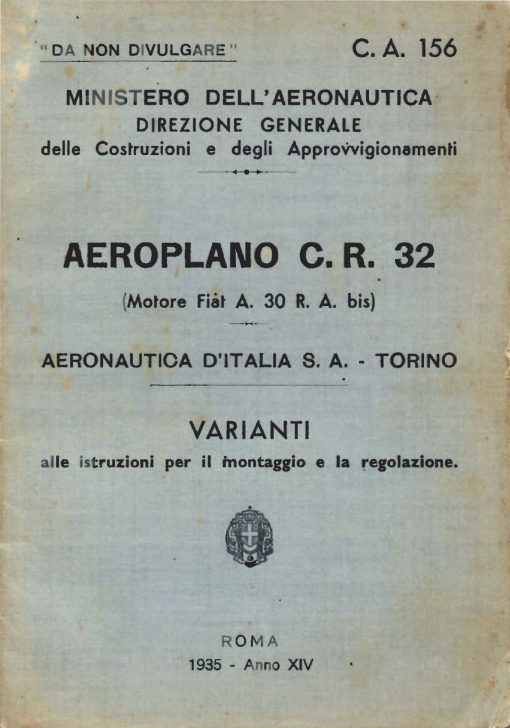 "DA NON DIVULGARE"
C. A. 156
MINISTERO DELL'AERONAUTICA
DIREZIONE GENERALE
delle Costruzioni e degli Approvvigionamenti
AEROPLANO C. R. 32
(Motore Fiat A. 30 R. A. bis)
AERONAUTICA D'ITALIA S. A. - TORINO
VARIANTI
alle istruzioni per il montaggio e la regolazione.
ROMA
1935 - Anno XIV